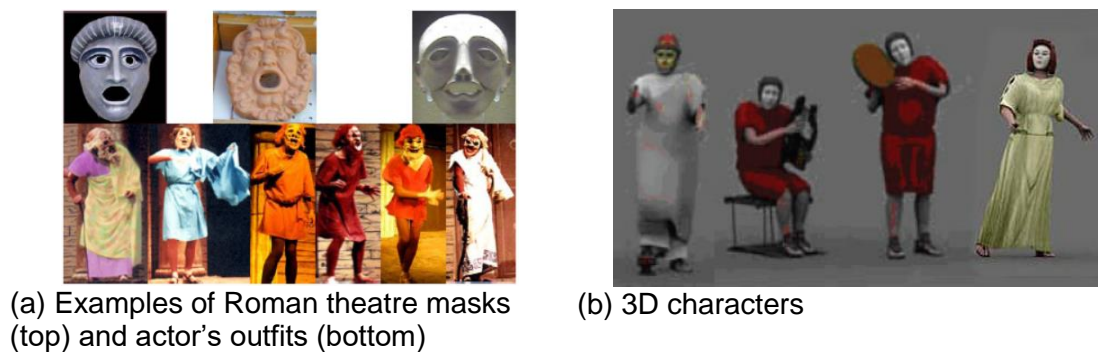 (a) Examples of Roman theatre masks
(top) and actor's outfits (bottom)
(b) 3D characters